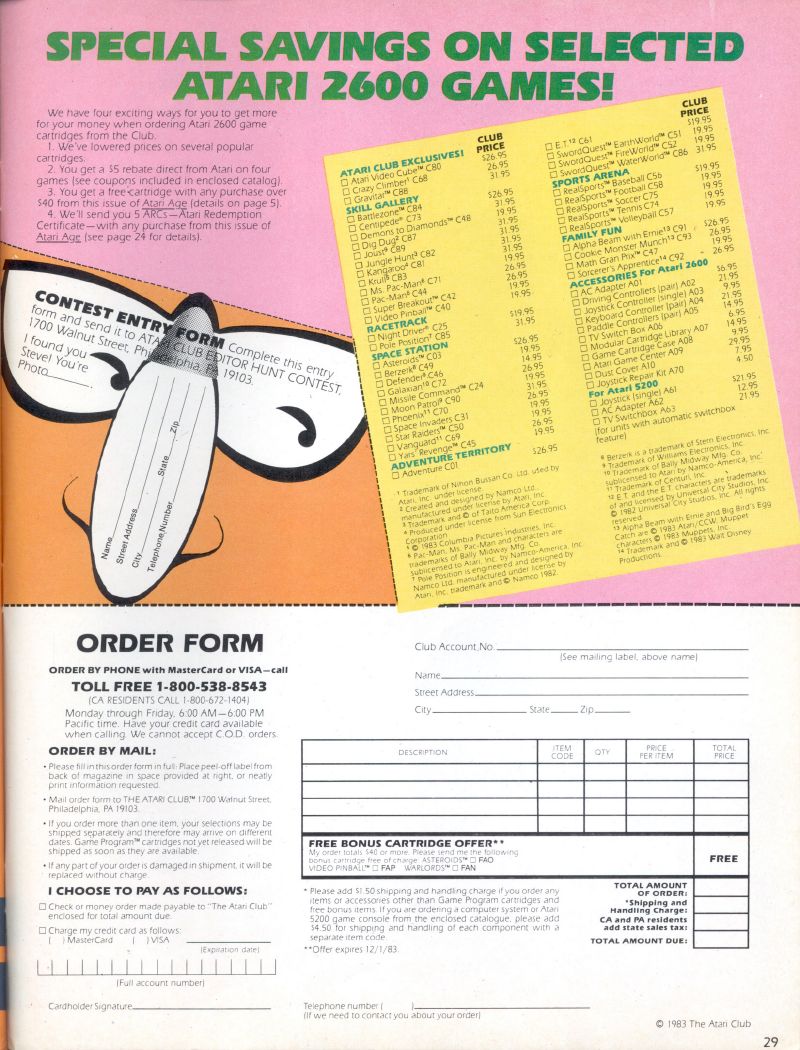 SPECIAL SAVINGS ON SELECTED
ATARI 2600 GAMES!
We have four exciting ways for you to get more
for your money when ordering Atari 2600 game
cartridges from the Club.
1. We've lowered prices on several popular
cartridges.
2. You get a $5 rebate direct from Atari on four
games (see coupons included in enclosed catalog).
3. You get a free cartridge with any purchase over
$40 from this issue of Atari Age (details on page 5).
4. We'll send you 5 ARCs—Atari Redemption
Certificate—with any purchase from this issue of
Atari Age (see page 24 for details).
CONTEST ENTRY FORM Complete this entry
form and send it to ATARI CLUB EDITOR HUNT CONTEST,
1700 Walnut Street, Philadelphia, PA 19103.
I found you
Steve! You're
Photo______.
Name
Street Address
City State Zip
Telephone Number
CLUB
PRICE
ATARI CLUB EXCLUSIVES!
☐ Atari Video Cube™ C80 $26.95
☐ Crazy Climber¹ C68 26.95
☐ Gravitar™ C88 31.95
SKILL GALLERY
☐ Battlezone™ C84 $26.95
☐ Centipede™ C73 31.95
☐ Demons to Diamonds™ C48 19.95
☐ Dig Dug² C87 31.95
☐ Joust⁹ C89 31.95
☐ Jungle Hunt³ C82 31.95
☐ Kangaroo⁴ C81
☐ Krull⁵ C83
☐ Ms. Pac-Man⁶ C71
☐ Pac-Man⁶ C44
☐ Super Breakout™ C42 19.95
☐ Video Pinball™ C40 19.95
RACETRACK
☐ Night Driver⁶ C25 $19.95
☐ Pole Position⁷ C85 31.95
SPACE STATION
☐ Asteroids™ C03 $26.95
☐ Berzerk⁸ C49 19.95
☐ Defender⁹ C46 14.95
☐ Galaxian¹⁰ C72 26.95
☐ Missile Command™ C24 19.95
☐ Moon Patrol⁹ C90 31.95
☐ Phoenix¹¹ C70 26.95
☐ Space Invaders C31 19.95
☐ Star Raiders™ C50
☐ Vanguard¹¹ C69 26.95
☐ Yars' Revenge™ C45 19.95
ADVENTURE TERRITORY
☐ Adventure C01 $26.95
¹ Trademark of Nihon Bussan Co. Ltd. used by
Atari, Inc. under license.
² Created and designed by Namco Ltd.,
manufactured under license by Atari, Inc.
³ Trademark and © of Taito America Corp.
⁴ Produced under license from Sun Electronics
Corporation.
⁵ © 1983 Columbia Pictures Industries, Inc.
⁶ Pac-Man, Ms. Pac-Man and characters are
trademarks of Bally Midway Mfg. Co.
sublicensed to Atari, Inc. by Namco-America, Inc.
⁷ Pole Position is engineered and designed by
Namco Ltd. manufactured under license by
Atari, Inc. trademark and © Namco 1982.
CLUB
PRICE
☐ E.T.¹² C61 $19.95
☐ SwordQuest™ EarthWorld™ C51 19.95
☐ SwordQuest™ FireWorld™ C52 19.95
☐ SwordQuest™ WaterWorld™ C86 31.95
SPORTS ARENA
☐ RealSports™ Baseball C56 $19.95
☐ RealSports™ Football C58 19.95
☐ RealSports™ Soccer C75 19.95
☐ RealSports™ Tennis C74 19.95
☐ RealSports™ Volleyball C57 19.95
FAMILY FUN
☐ Alpha Beam with Ernie¹³ C91 $26.95
☐ Cookie Monster Munch¹³ C93 26.95
☐ Math Gran Prix™ C47 19.95
☐ Sorcerer's Apprentice¹⁴ C92 26.95
ACCESSORIES For Atari 2600
☐ AC Adapter A01 $6.95
☐ Driving Controllers (pair) A02 21.95
☐ Joystick Controller (single) A03 9.95
☐ Keyboard Controller (pair) A04 21.95
☐ Paddle Controllers (pair) A05 14.95
☐ TV Switch Box A06 6.95
☐ Modular Cartridge Library A07 14.95
☐ Game Cartridge Case A08 9.95
☐ Atari Game Center A09 29.95
☐ Dust Cover A10 7.95
☐ Joystick Repair Kit A70 4.50
For Atari 5200
☐ Joystick (single) A61 $21.95
☐ AC Adapter A62 12.95
☐ TV Switchbox A63 21.95
(for units with automatic switchbox
feature)
⁸ Berzerk is a trademark of Stern Electronics, Inc.
⁹ Trademark of Williams Electronics, Inc.
¹⁰ Trademark of Bally Midway Mfg. Co.
sublicensed to Atari by Namco-America, Inc.
¹¹ Trademark of Centuri, Inc.
¹² E.T. and the E.T. characters are trademarks
of and licensed by Universal City Studios, Inc.
© 1982 Universal City Studios, Inc. All rights
reserved.
¹³ Alpha Beam with Ernie and Big Bird's Egg
Catch are © 1983 Atari/CCW, Muppet
characters © 1983 Muppets, Inc.
¹⁴ Trademark and © 1983 Walt Disney
Productions.
ORDER FORM
ORDER BY PHONE with MasterCard or VISA—call
TOLL FREE 1-800-538-8543
(CA RESIDENTS CALL 1-800-672-1404)
Monday through Friday, 6:00 AM—6:00 PM
Pacific time. Have your credit card available
when calling. We cannot accept C.O.D. orders.
ORDER BY MAIL:
• Please fill in this order form in full. Place peel-off label from
back of magazine in space provided at right, or neatly
print information requested.
• Mail order form to THE ATARI CLUB,™ 1700 Walnut Street,
Philadelphia, PA 19103.
• If you order more than one item, your selections may be
shipped separately and therefore may arrive on different
dates. Game Program™ cartridges not yet released will be
shipped as soon as they are available.
• If any part of your order is damaged in shipment, it will be
replaced without charge.
I CHOOSE TO PAY AS FOLLOWS:
☐ Check or money order made payable to "The Atari Club"
enclosed for total amount due.
☐ Charge my credit card as follows:
( ) MasterCard ( ) VISA
(Expiration date)
(Full account number)
Cardholder Signature
Club Account No.
(See mailing label, above name)
Name
Street Address
City State Zip
DESCRIPTION ITEM CODE QTY PRICE PER ITEM TOTAL PRICE
FREE BONUS CARTRIDGE OFFER**
My order totals $40 or more. Please send me the following
bonus cartridge free of charge: ASTEROIDS™ ☐ FAO
VIDEO PINBALL™ ☐ FAP WARLORDS™ ☐ FAN
FREE
* Please add $1.50 shipping and handling charge if you order any
items or accessories other than Game Program cartridges and
free bonus items. If you are ordering a computer system or Atari
5200 game console from the enclosed catalogue, please add
$4.50 for shipping and handling of each component with a
separate item code.
**Offer expires 12/1/83.
TOTAL AMOUNT
OF ORDER:
*Shipping and
Handling Charge:
CA and PA residents
add state sales tax:
TOTAL AMOUNT DUE:
Telephone number ( )
(If we need to contact you about your order)
© 1983 The Atari Club
29